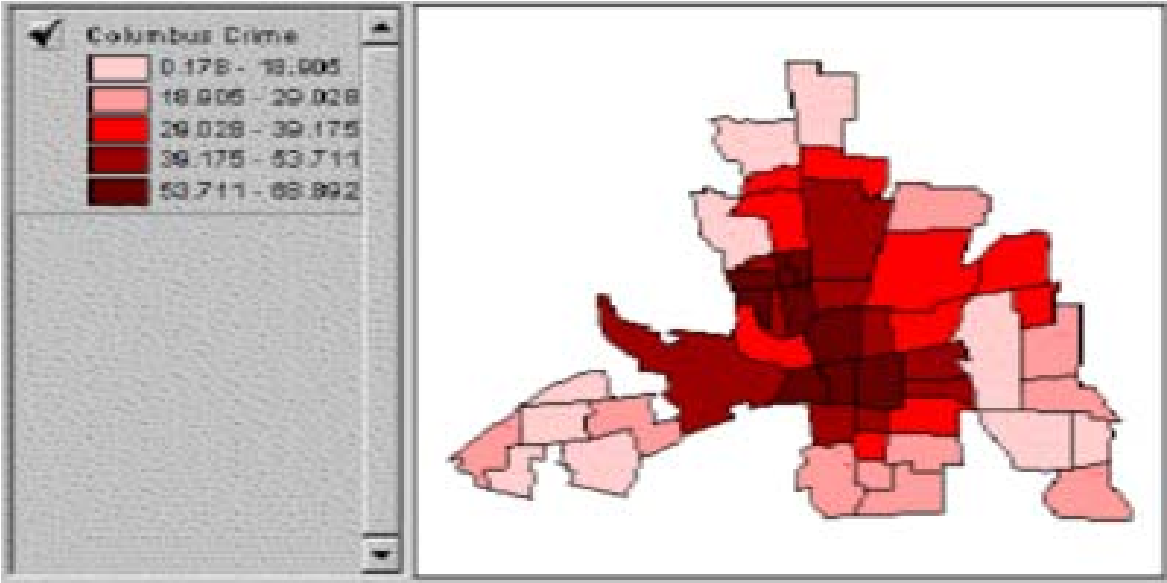 Columbus Crime
0.178 - 18.905
18.905 - 29.028
29.028 - 39.175
39.175 - 53.711
53.711 - 68.892